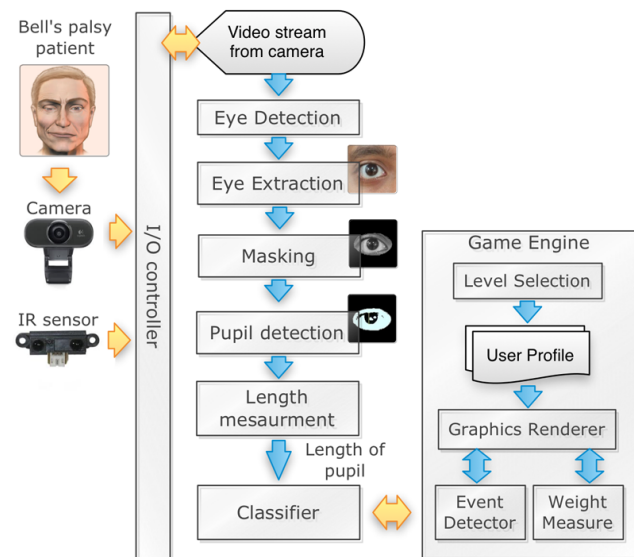 Bell's palsy
patient
Camera
IR sensor
I/O controller
Video stream
from camera
Eye Detection
Eye Extraction
Masking
Pupil detection
Length
mesaurment
Length of
pupil
Classifier
Game Engine
Level Selection
User Profile
Graphics Renderer
Event
Detector
Weight
Measure